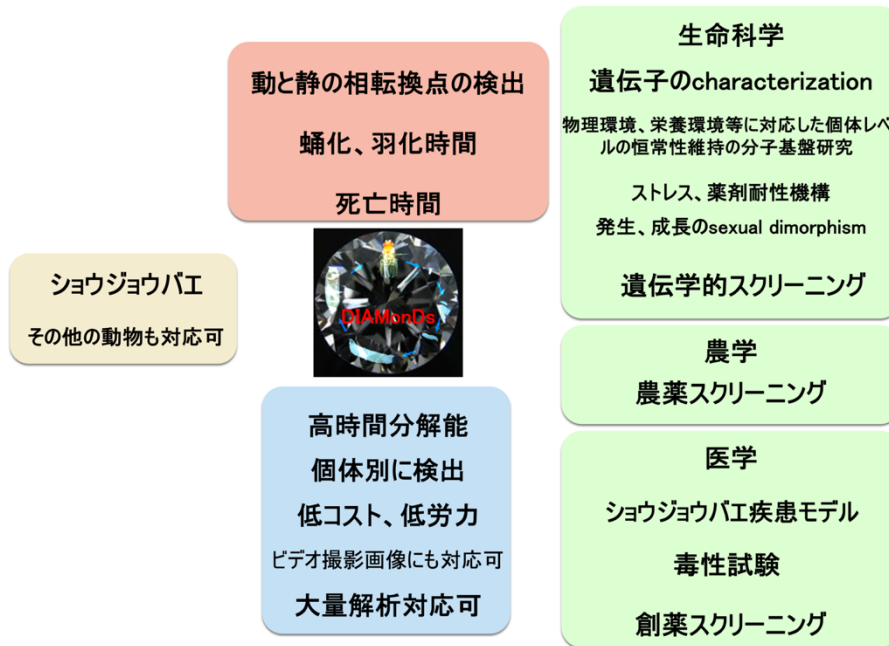 ショウジョウバエ
その他の動物も対応可
動と静の相転換点の検出
蛹化、羽化時間
死亡時間
DIAMonDs
高時間分解能
個体別に検出
低コスト、低労力
ビデオ撮影画像にも対応可
大量解析対応可
生命科学
遺伝子のcharacterization
物理環境、栄養環境等に対応した個体レベ
ルの恒常性維持の分子基盤研究
ストレス、薬剤耐性機構
発生、成長のsexual dimorphism
遺伝学的スクリーニング
農学
農薬スクリーニング
医学
ショウジョウバエ疾患モデル
毒性試験
創薬スクリーニング